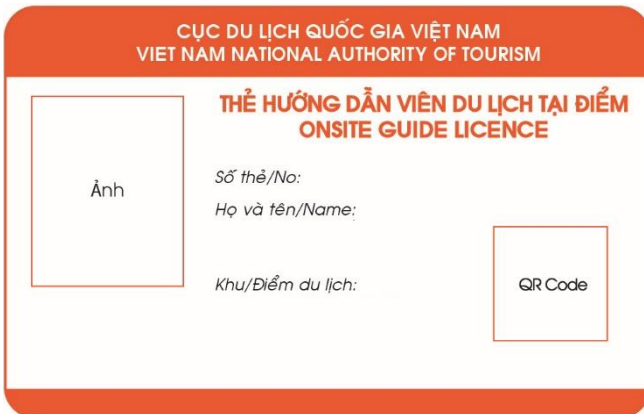 CỤC DU LỊCH QUỐC GIA VIỆT NAM
VIET NAM NATIONAL AUTHORITY OF TOURISM
THẺ HƯỚNG DẪN VIÊN DU LỊCH TẠI ĐIỂM
ONSITE GUIDE LICENCE
Ảnh
Số thẻ/No:
Họ và tên/Name:
Khu/Điểm du lịch:
QR Code